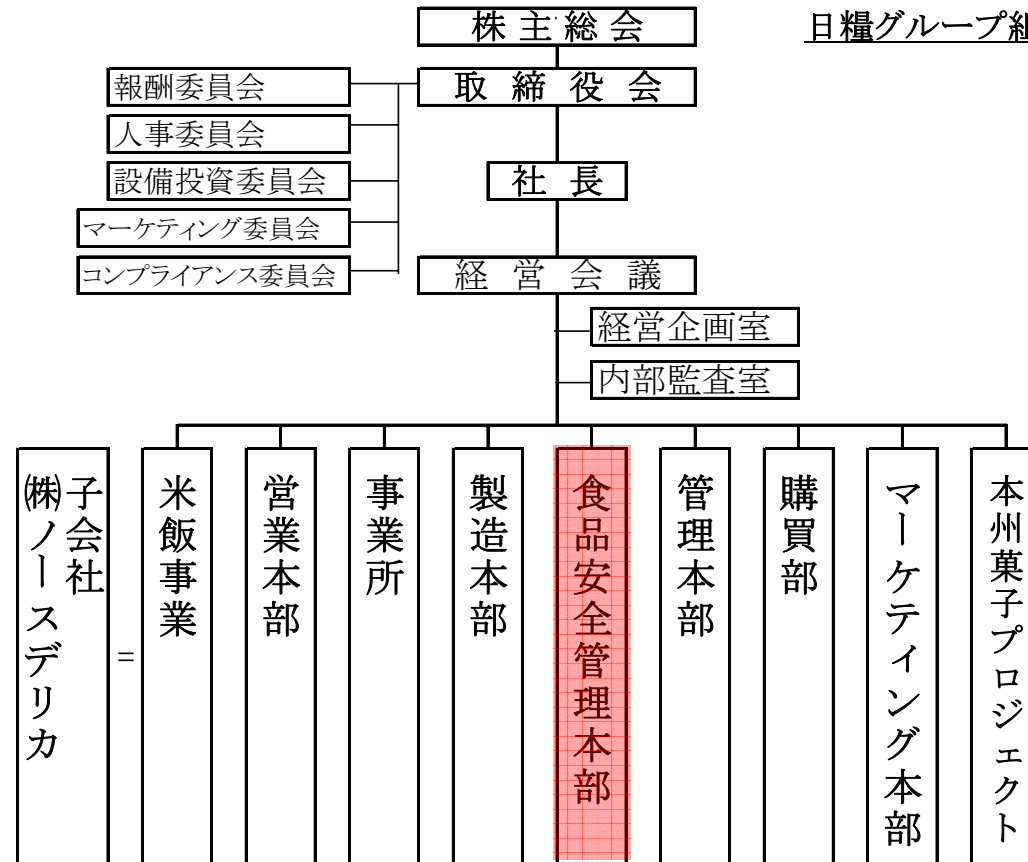 株主総会
日糧グループ組
取締役会
報酬委員会
人事委員会
設備投資委員会
マーケティング委員会
コンプライアンス委員会
社長
経営会議
経営企画室
内部監査室
子会社
㈱ノースデリカ
=
米飯事業
営業本部
事業所
製造本部
食品安全管理本部
管理本部
購買部
マーケティング本部
本州菓子プロジェクト